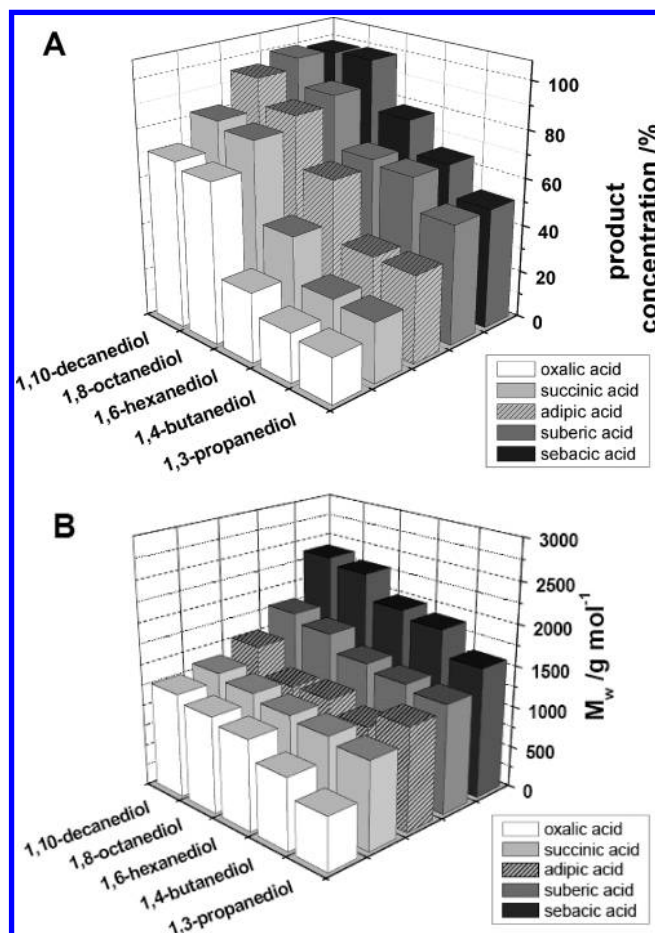 A
100
80
60
40
20
0
product
concentration /%
1,10-decanediol
1,8-octanediol
1,6-hexanediol
1,4-butanediol
1,3-propanediol
oxalic acid
succinic acid
adipic acid
suberic acid
sebacic acid
B
3000
2500
2000
1500
1000
500
0
M_w /g mol⁻¹
1,10-decanediol
1,8-octanediol
1,6-hexanediol
1,4-butanediol
1,3-propanediol
oxalic acid
succinic acid
adipic acid
suberic acid
sebacic acid